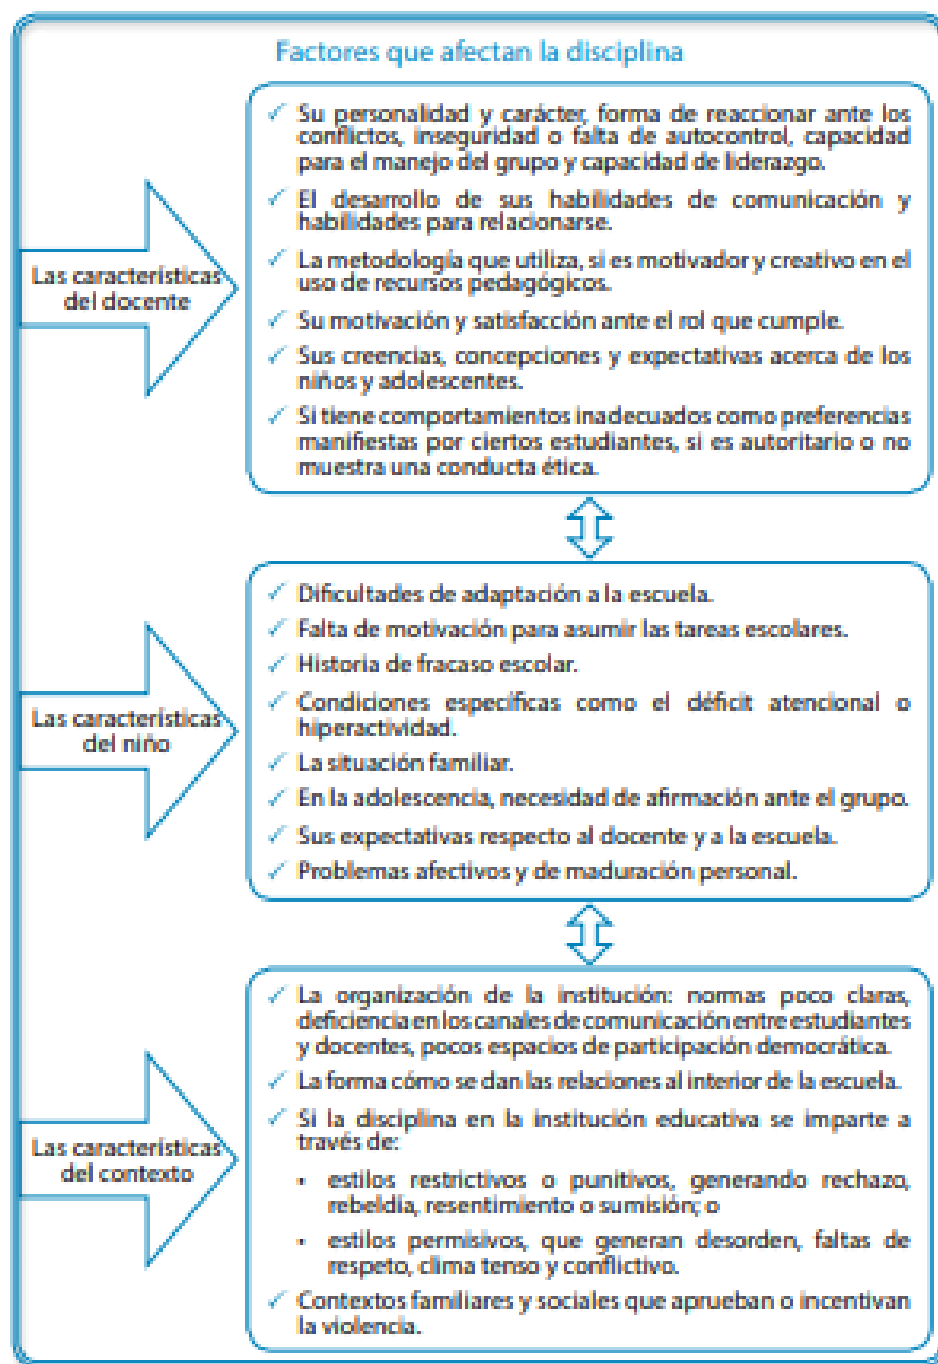 Factores que afectan la disciplina
Las características
del docente
✓ Su personalidad y carácter, forma de reaccionar ante los
conflictos, inseguridad o falta de autocontrol, capacidad
para el manejo del grupo y capacidad de liderazgo.
✓ El desarrollo de sus habilidades de comunicación y
habilidades para relacionarse.
✓ La metodología que utiliza, si es motivador y creativo en el
uso de recursos pedagógicos.
✓ Su motivación y satisfacción ante el rol que cumple.
✓ Sus creencias, concepciones y expectativas acerca de los
niños y adolescentes.
✓ Si tiene comportamientos inadecuados como preferencias
manifiestas por ciertos estudiantes, si es autoritario o no
muestra una conducta ética.
Las características
del niño
✓ Dificultades de adaptación a la escuela.
✓ Falta de motivación para asumir las tareas escolares.
✓ Historia de fracaso escolar.
✓ Condiciones específicas como el déficit atencional o
hiperactividad.
✓ La situación familiar.
✓ En la adolescencia, necesidad de afirmación ante el grupo.
✓ Sus expectativas respecto al docente y a la escuela.
✓ Problemas afectivos y de maduración personal.
Las características
del contexto
✓ La organización de la institución: normas poco claras,
deficiencia en los canales de comunicación entre estudiantes
y docentes, pocos espacios de participación democrática.
✓ La forma cómo se dan las relaciones al interior de la escuela.
✓ Si la disciplina en la institución educativa se imparte a
través de:
• estilos restrictivos o punitivos, generando rechazo,
rebeldía, resentimiento o sumisión; o
• estilos permisivos, que generan desorden, faltas de
respeto, clima tenso y conflictivo.
✓ Contextos familiares y sociales que aprueban o incentivan
la violencia.